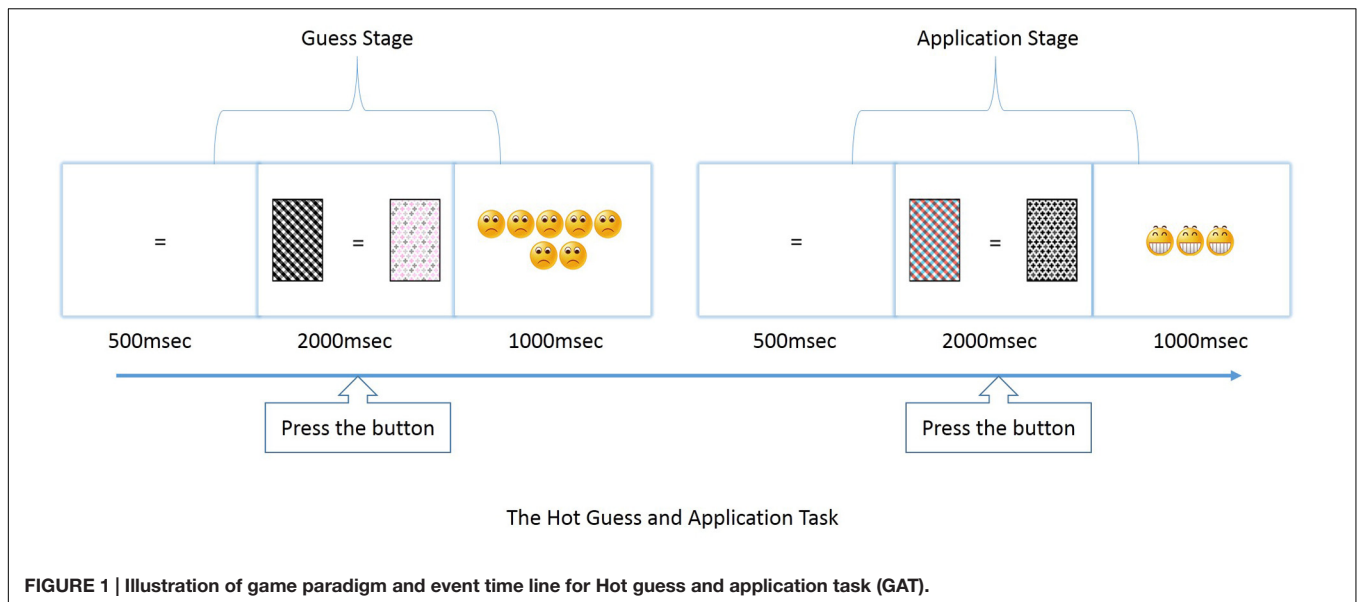 Guess Stage
Application Stage
=
=
=
=
500msec
2000msec
1000msec
500msec
2000msec
1000msec
Press the button
Press the button
The Hot Guess and Application Task
FIGURE 1 | Illustration of game paradigm and event time line for Hot guess and application task (GAT).